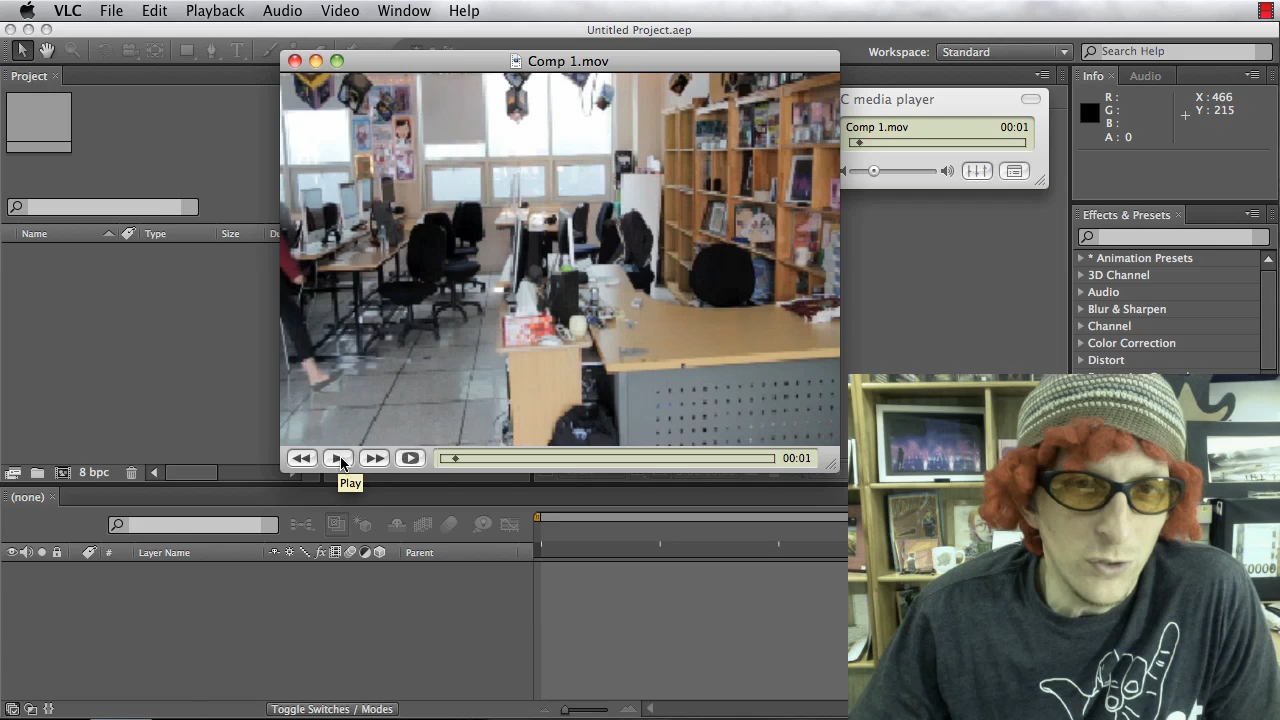 VLC File Edit Playback Audio Video Window Help
Untitled Project.aep
Workspace: Standard
Search Help
Project
Comp 1.mov
C media player
Comp 1.mov 00:01
Info Audio
R : X : 466
G : Y : 215
B :
A : 0
Effects & Presets
Name Type Size Du
* Animation Presets
3D Channel
Audio
Blur & Sharpen
Channel
Color Correction
Distort
00:01
Play
8 bpc
(none)
# Layer Name Parent
Toggle Switches / Modes